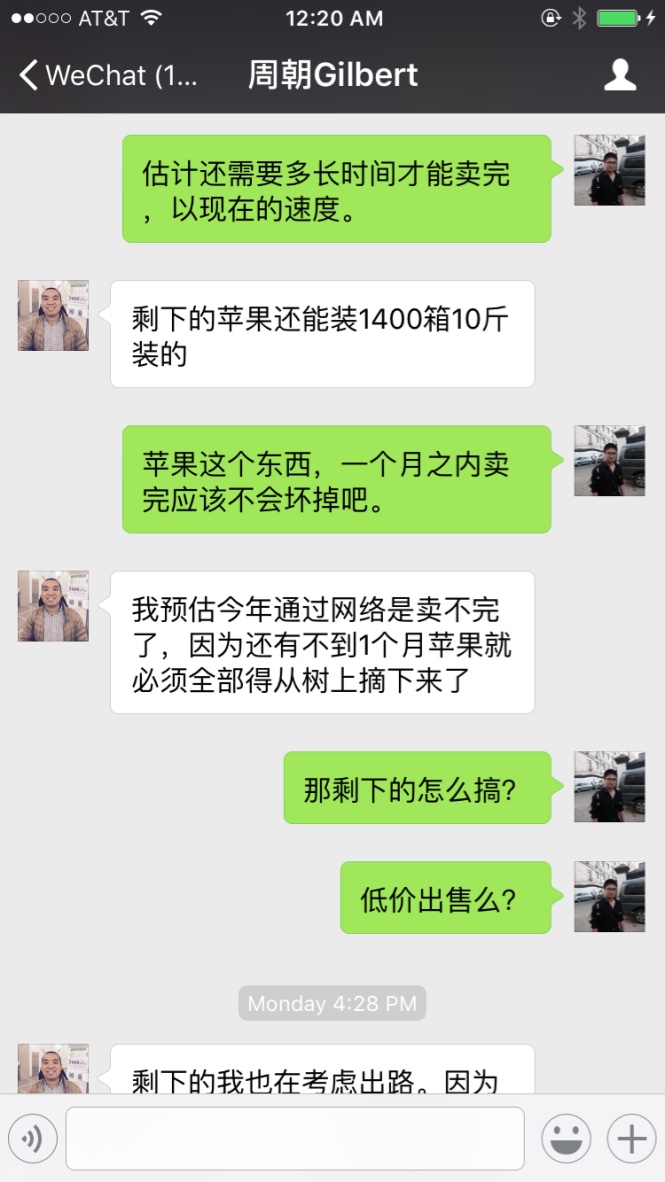 AT&T 12:20 AM
WeChat (1... 周朝Gilbert
估计还需要多长时间才能卖完
，以现在的速度。
剩下的苹果还能装1400箱10斤
装的
苹果这个东西，一个月之内卖
完应该不会坏掉吧。
我预估今年通过网络是卖不完
了，因为还有不到1个月苹果就
必须全部得从树上摘下来了
那剩下的怎么搞?
低价出售么?
Monday 4:28 PM
剩下的我也在考虑出路。因为